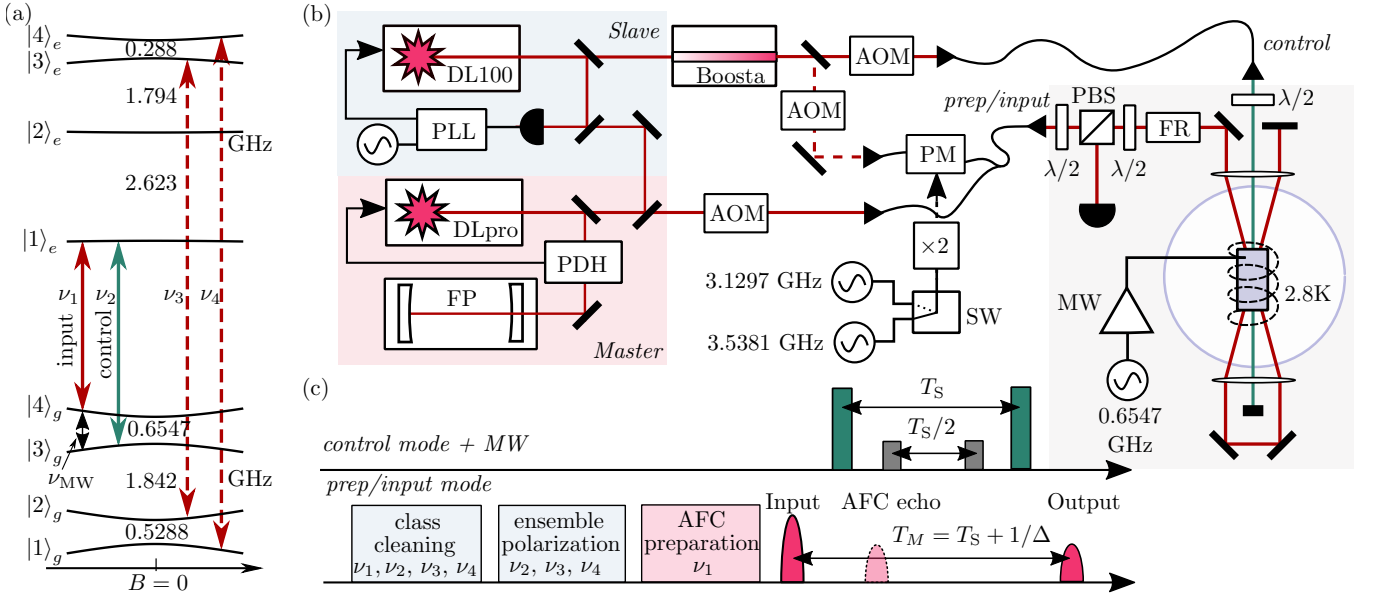 (a)
|4⟩e
0.288
|3⟩e
1.794
|2⟩e
GHz
2.623
|1⟩e
ν1
ν2
ν3
ν4
input
control
|4⟩g
0.6547
|3⟩g
νMW
1.842
GHz
|2⟩g
0.5288
|1⟩g
B = 0
(b)
Slave
DL100
PLL
Boosta
AOM
AOM
control
prep/input
PBS
λ/2
FR
λ/2
λ/2
PM
DLpro
PDH
FP
Master
AOM
×2
3.1297 GHz
SW
3.5381 GHz
MW
2.8K
0.6547
GHz
(c)
TS
TS/2
control mode + MW
prep/input mode
Input
AFC echo
Output
class
cleaning
ν1, ν2, ν3, ν4
ensemble
polarization
ν2, ν3, ν4
AFC
preparation
ν1
TM = TS + 1/Δ